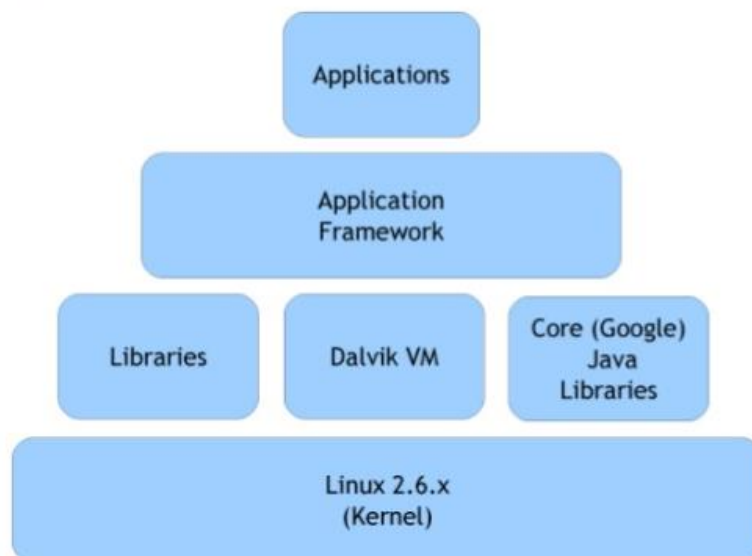 Applications
Application
Framework
Libraries
Dalvik VM
Core (Google)
Java
Libraries
Linux 2.6.x
(Kernel)